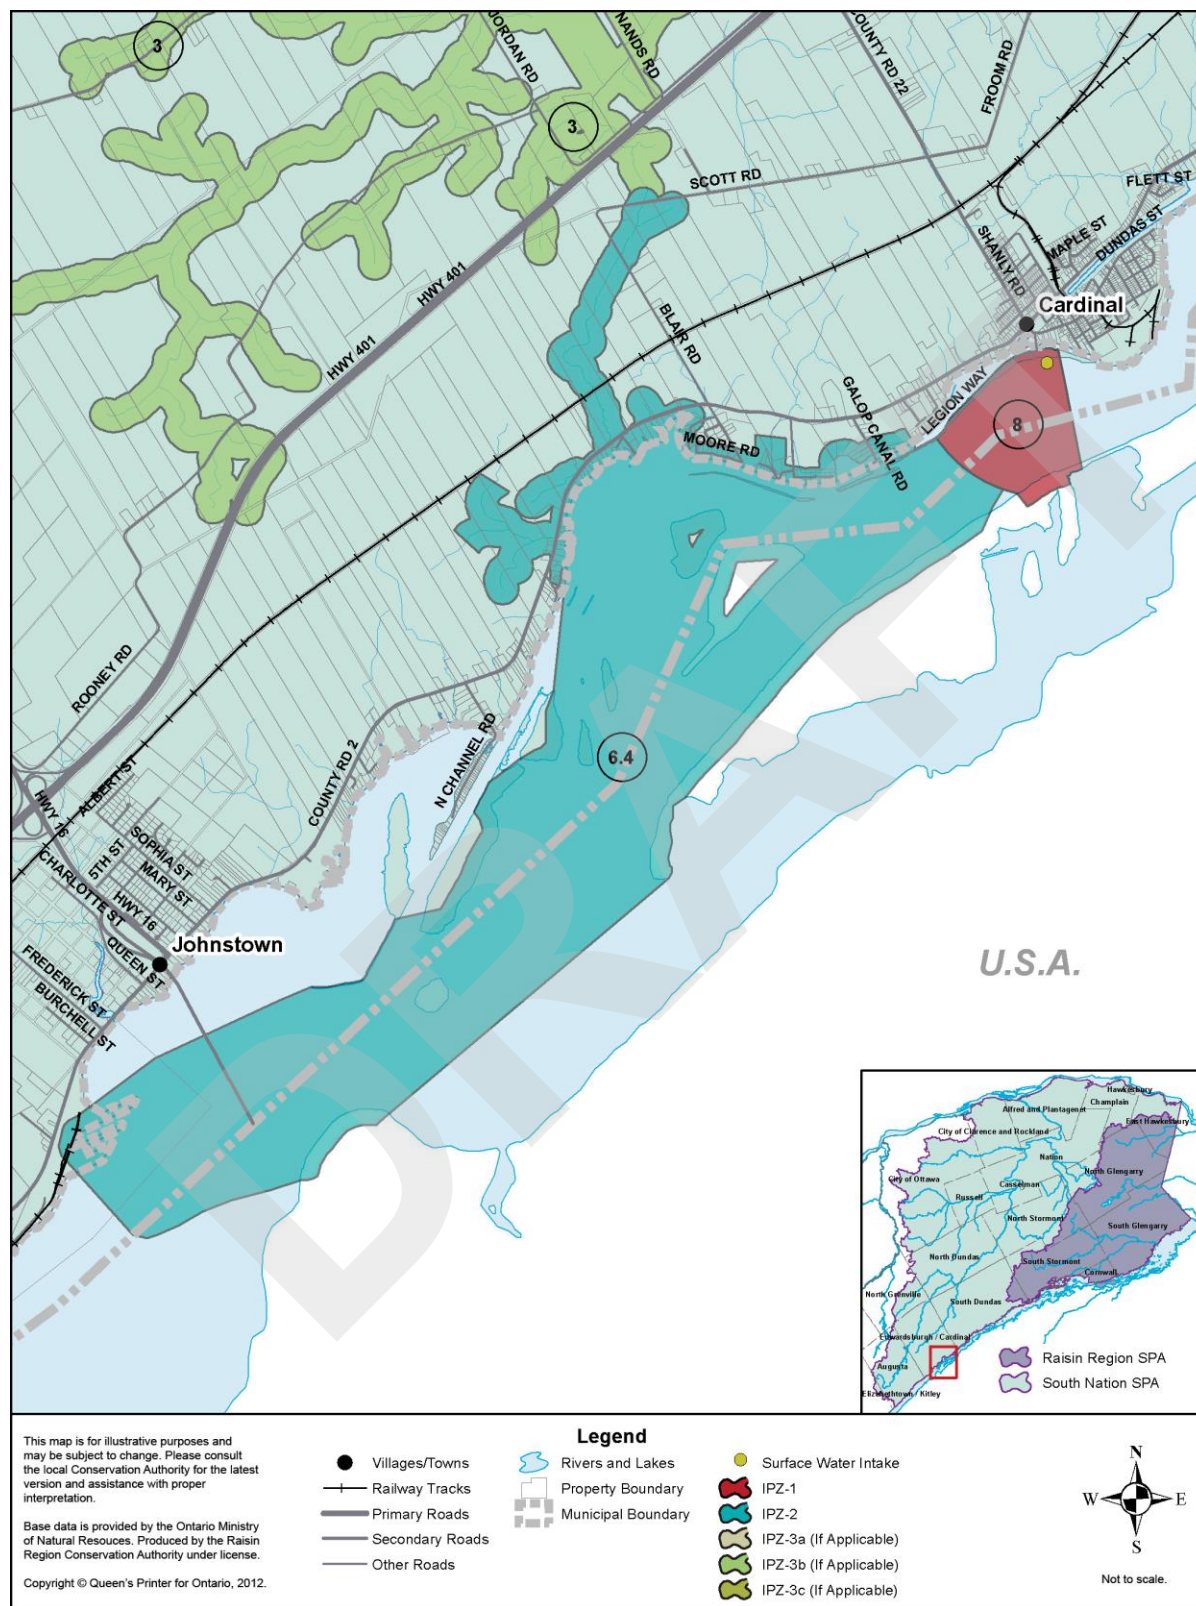 3
JORDAN RD
NANDS RD
COUNTY RD 22
FROOM RD
3
SCOTT RD
FLETT ST
MAPLE ST
DUNDAS ST
SHANLY RD
HWY 401
Cardinal
HWY 401
BLAIR RD
GALOP CANAL RD
LEGION WAY
8
MOORE RD
ROONEY RD
N CHANNEL RD
6.4
COUNTY RD 2
ALBERT ST
HWY 16
SOPHIA ST
5TH ST
MARY ST
CHARLOTTE ST
HWY 16
QUEEN ST
Johnstown
FREDERICK ST
BURCHELL ST
U.S.A.
DRAFT
Hawkesbury
Champlain
Alfred and Plantagenet
East Hawkesbury
City of Clarence and Rockland
Nation
North Glengarry
City of Ottawa
Casselman
Russell
North Stormont
South Glengarry
North Dundas
South Stormont
Cornwall
North Grenville
South Dundas
Edwardsburgh / Cardinal
Augusta
Elizabethtown / Kitley
Raisin Region SPA
South Nation SPA
This map is for illustrative purposes and
may be subject to change. Please consult
the local Conservation Authority for the latest
version and assistance with proper
interpretation.
Base data is provided by the Ontario Ministry
of Natural Resouces. Produced by the Raisin
Region Conservation Authority under license.
Copyright © Queen's Printer for Ontario, 2012.
Legend
Villages/Towns
Railway Tracks
Primary Roads
Secondary Roads
Other Roads
Rivers and Lakes
Property Boundary
Municipal Boundary
Surface Water Intake
IPZ-1
IPZ-2
IPZ-3a (If Applicable)
IPZ-3b (If Applicable)
IPZ-3c (If Applicable)
N
W E
S
Not to scale.